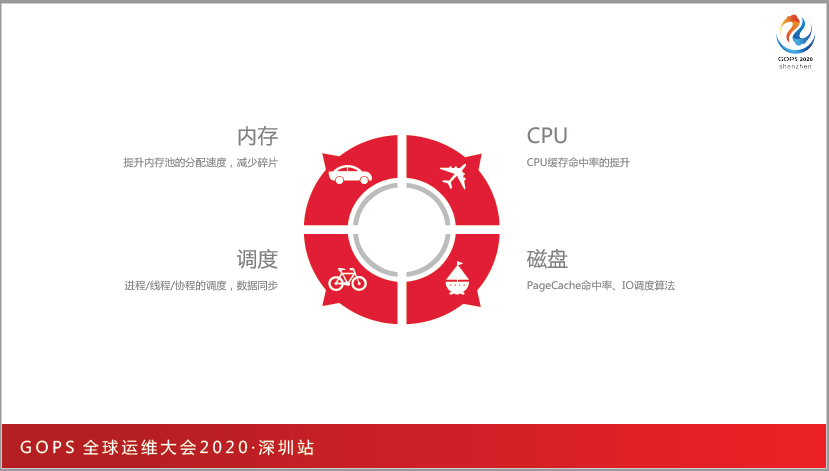 GOPS 2020
shenzhen
内存
提升内存池的分配速度，减少碎片
CPU
CPU缓存命中率的提升
调度
进程/线程/协程的调度，数据同步
磁盘
PageCache命中率、IO调度算法
GOPS 全球运维大会2020·深圳站